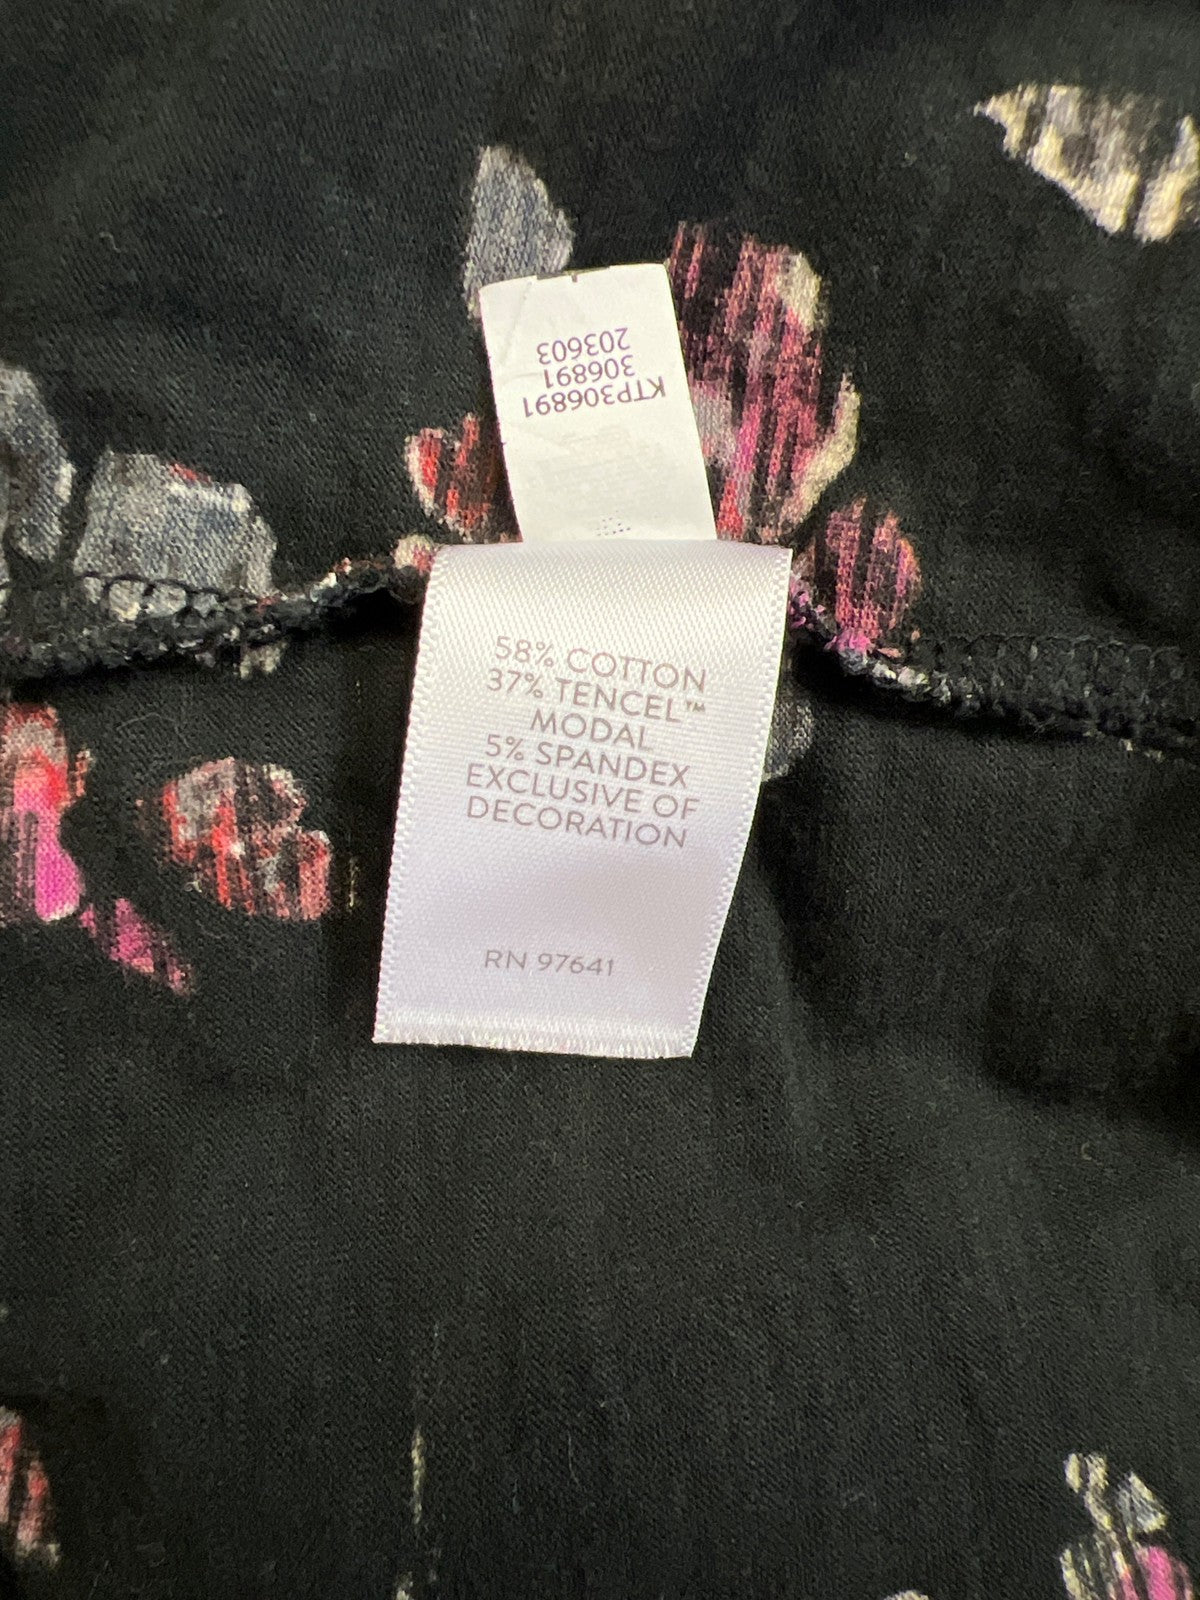 KTP306891
306891
203603
58% COTTON
37% TENCEL™
MODAL
5% SPANDEX
EXCLUSIVE OF
DECORATION
RN 97641